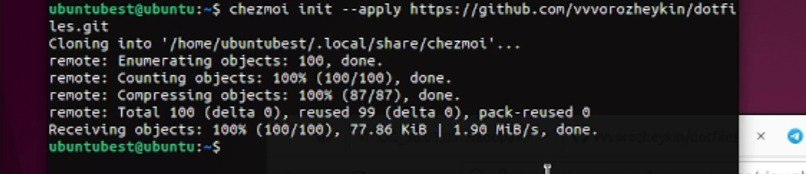 ubuntubest@ubuntu:~$ chezmoi init --apply https://github.com/vvvorozheykin/dotfi
les.git
Cloning into '/home/ubuntubest/.local/share/chezmoi'...
remote: Enumerating objects: 100, done.
remote: Counting objects: 100% (100/100), done.
remote: Compressing objects: 100% (87/87), done.
remote: Total 100 (delta 0), reused 99 (delta 0), pack-reused 0
Receiving objects: 100% (100/100), 77.86 KiB | 1.90 MiB/s, done.
ubuntubest@ubuntu:~$